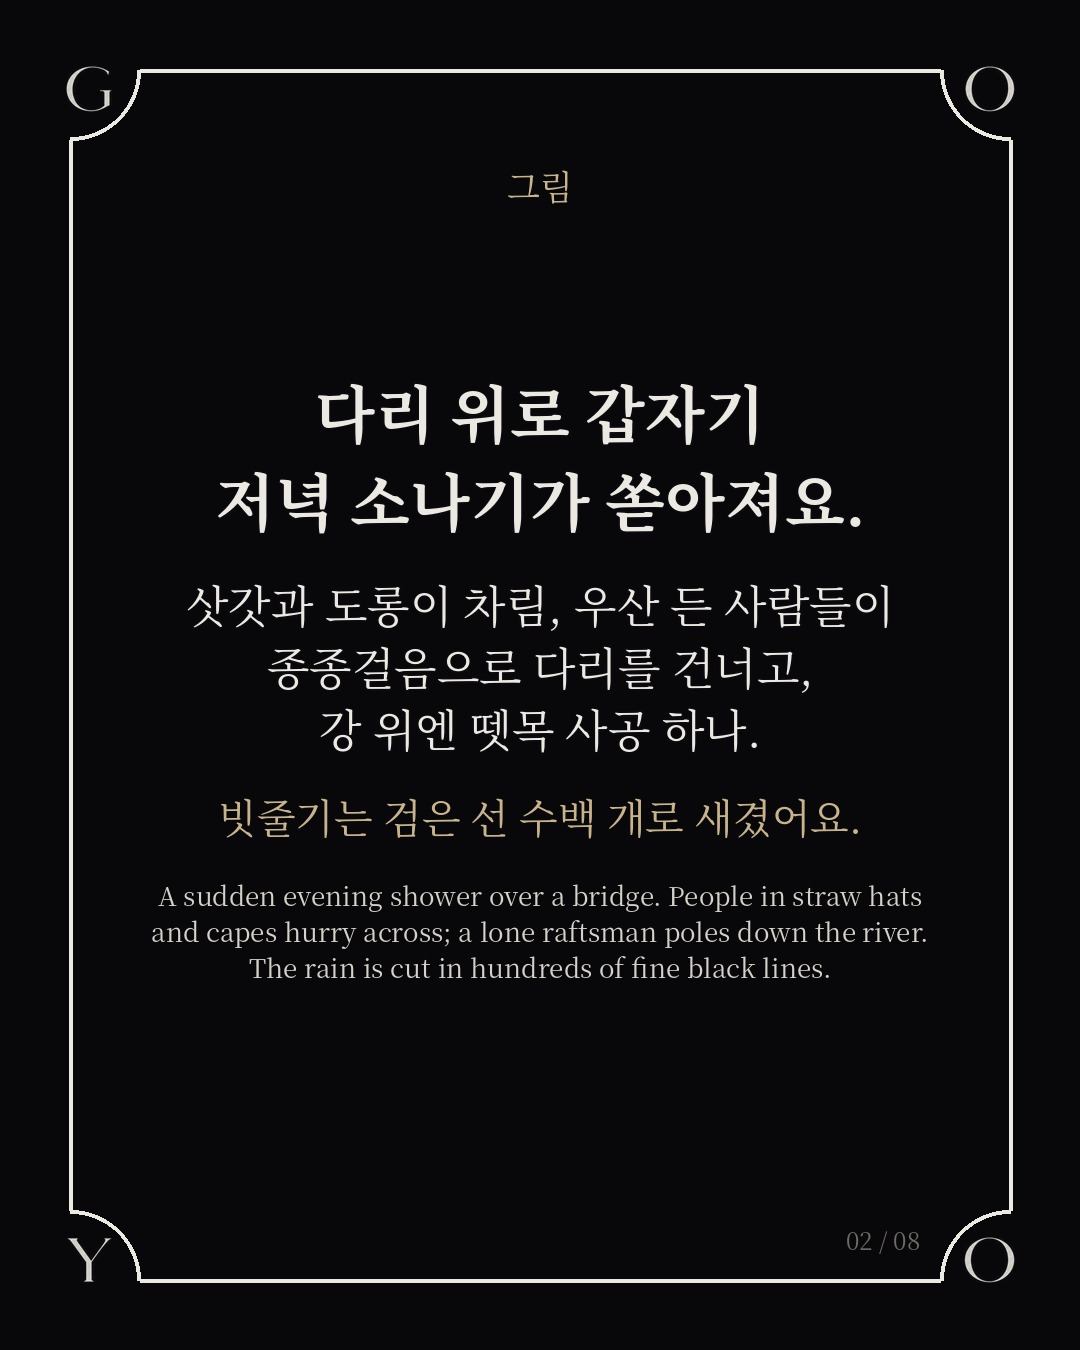 G O
그림
다리 위로 갑자기
저녁 소나기가 쏟아져요.
삿갓과 도롱이 차림, 우산 든 사람들이
종종걸음으로 다리를 건너고,
강 위엔 뗏목 사공 하나.
빗줄기는 검은 선 수백 개로 새겼어요.
A sudden evening shower over a bridge. People in straw hats
and capes hurry across; a lone raftsman poles down the river.
The rain is cut in hundreds of fine black lines.
02 / 08
Y O